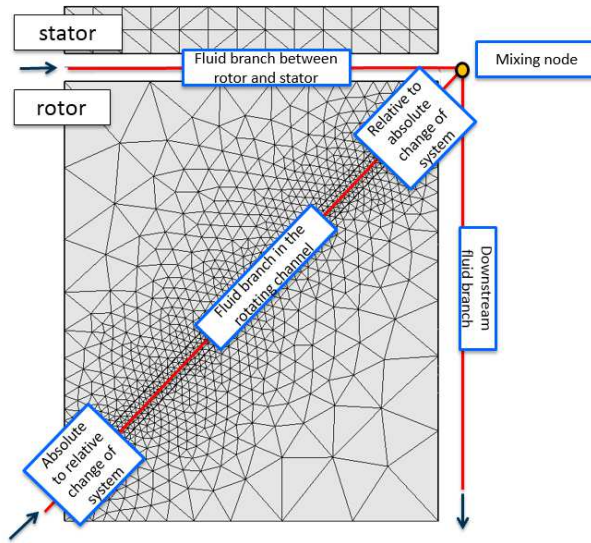 stator
Fluid branch between
rotor and stator
Mixing node
rotor
Relative to
absolute
change of
system
Fluid branch in the
rotating channel
Downstream
fluid branch
Absolute
to relative
change of
system